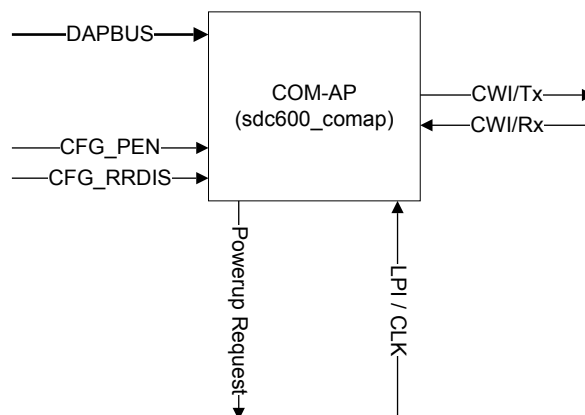 DAPBUS
COM-AP
(sdc600_comap)
CWI/Tx
CWI/Rx
CFG_PEN
CFG_RRDIS
Powerup Request
LPI / CLK